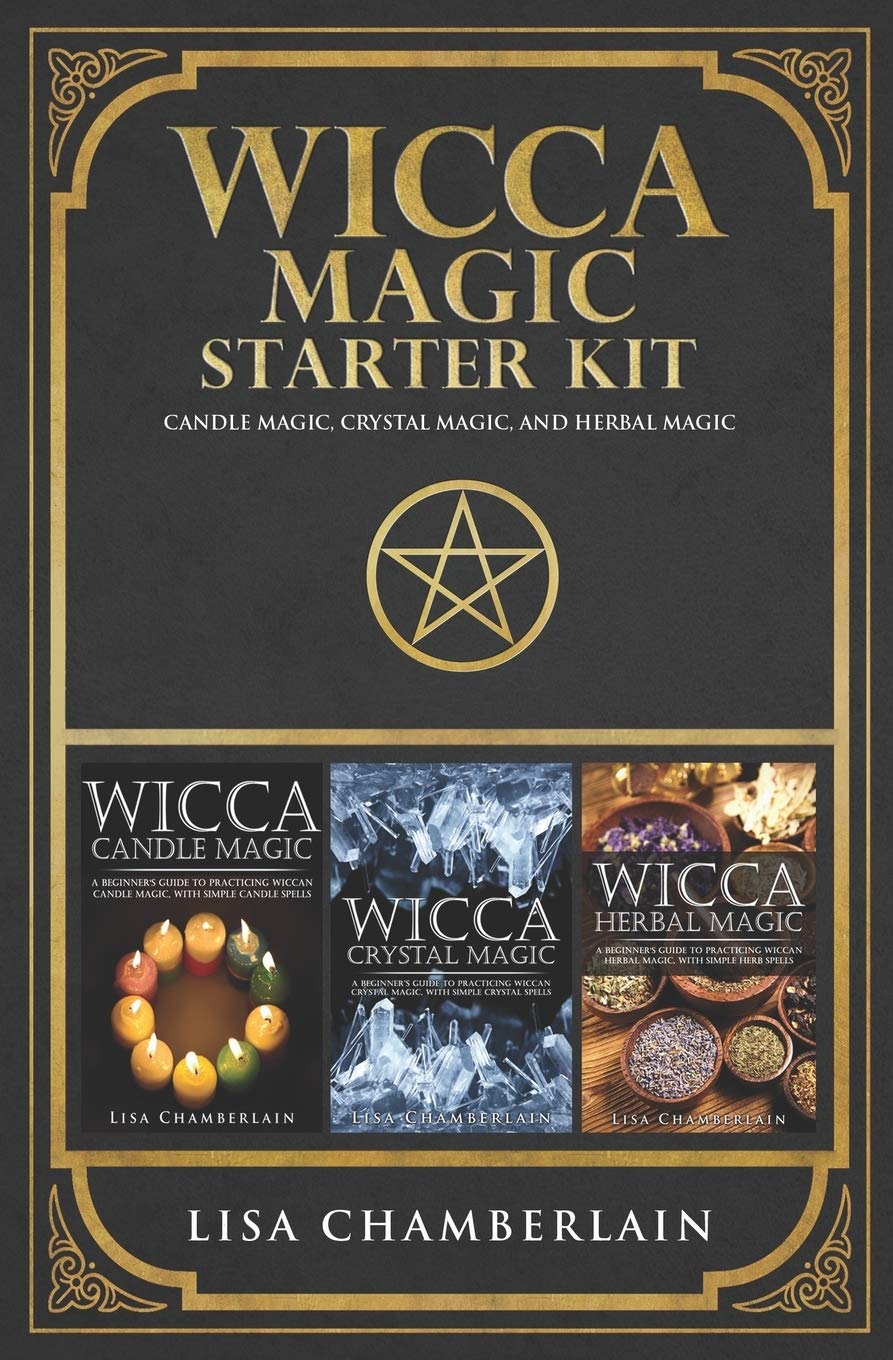 WICCA
MAGIC
STARTER KIT
CANDLE MAGIC, CRYSTAL MAGIC, AND HERBAL MAGIC
WICCA
CANDLE MAGIC
A BEGINNER'S GUIDE TO PRACTICING WICCAN
CANDLE MAGIC, WITH SIMPLE CANDLE SPELLS
LISA CHAMBERLAIN
WICCA
CRYSTAL MAGIC
A BEGINNER'S GUIDE TO PRACTICING WICCAN
CRYSTAL MAGIC, WITH SIMPLE CRYSTAL SPELLS
LISA CHAMBERLAIN
WICCA
HERBAL MAGIC
A BEGINNER'S GUIDE TO PRACTICING WICCAN
HERBAL MAGIC, WITH SIMPLE HERB SPELLS
LISA CHAMBERLAIN
LISA CHAMBERLAIN